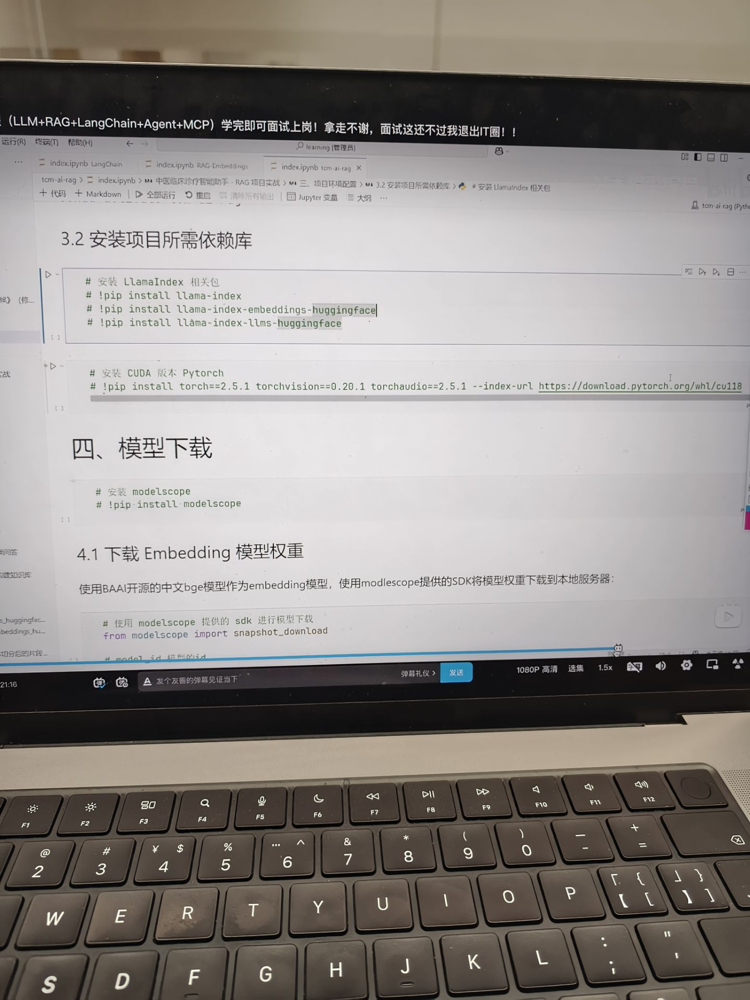 （LLM+RAG+LangChain+Agent+MCP）学完即可面试上岗！拿走不谢，面试这还不过我退出IT圈！！
运行(R) 终端(T) 帮助(H)
learning [管理员]
index.ipynb LangChain
index.ipynb RAG-Embeddings
index.ipynb tcm-ai-rag
tcm-ai-rag > index.ipynb > M↓ 中医临床诊疗智能助手 - RAG 项目实战 > M↓ 三、项目环境配置 > M↓ 3.2 安装项目所需依赖库 > # 安装 LlamaIndex 相关包
+ 代码 + Markdown 全部运行 重启 清除所有输出 Jupyter 变量 大纲 ...
tcm-ai-rag (Pyth
3.2 安装项目所需依赖库
# 安装 LlamaIndex 相关包
# !pip install llama-index
# !pip install llama-index-embeddings-huggingface
# !pip install llama-index-llms-huggingface
[ ]
# 安装 CUDA 版本 Pytorch
# !pip install torch==2.5.1 torchvision==0.20.1 torchaudio==2.5.1 --index-url https://download.pytorch.org/whl/cu118
[ ]
四、模型下载
# 安装 modelscope
# !pip install modelscope
[ ]
4.1 下载 Embedding 模型权重
使用BAAI开源的中文bge模型作为embedding模型，使用modlescope提供的SDK将模型权重下载到本地服务器：
# 使用 modelscope 提供的 sdk 进行模型下载
from modelscope import snapshot_download
# model_id 模型的id
（修...
问答
知识库
s_huggingfac...
beddings_hu...
切分后的片段...
21:16
发个友善的弹幕见证当下
弹幕礼仪 >
发送
1080P 高清
选集
1.5x
F1
F2
F3
F4
F5
F6
F7
F8
F9
F10
F11
F12
@ 2
# 3
¥ $ 4
% 5
… ^ 6
& 7
* 8
( 9
) 0
— -
+ =
W
E
R
T
Y
U
I
O
P
「 { 【 [
」 } 】 ]
S
D
F
G
H
J
K
L
: ;
" '